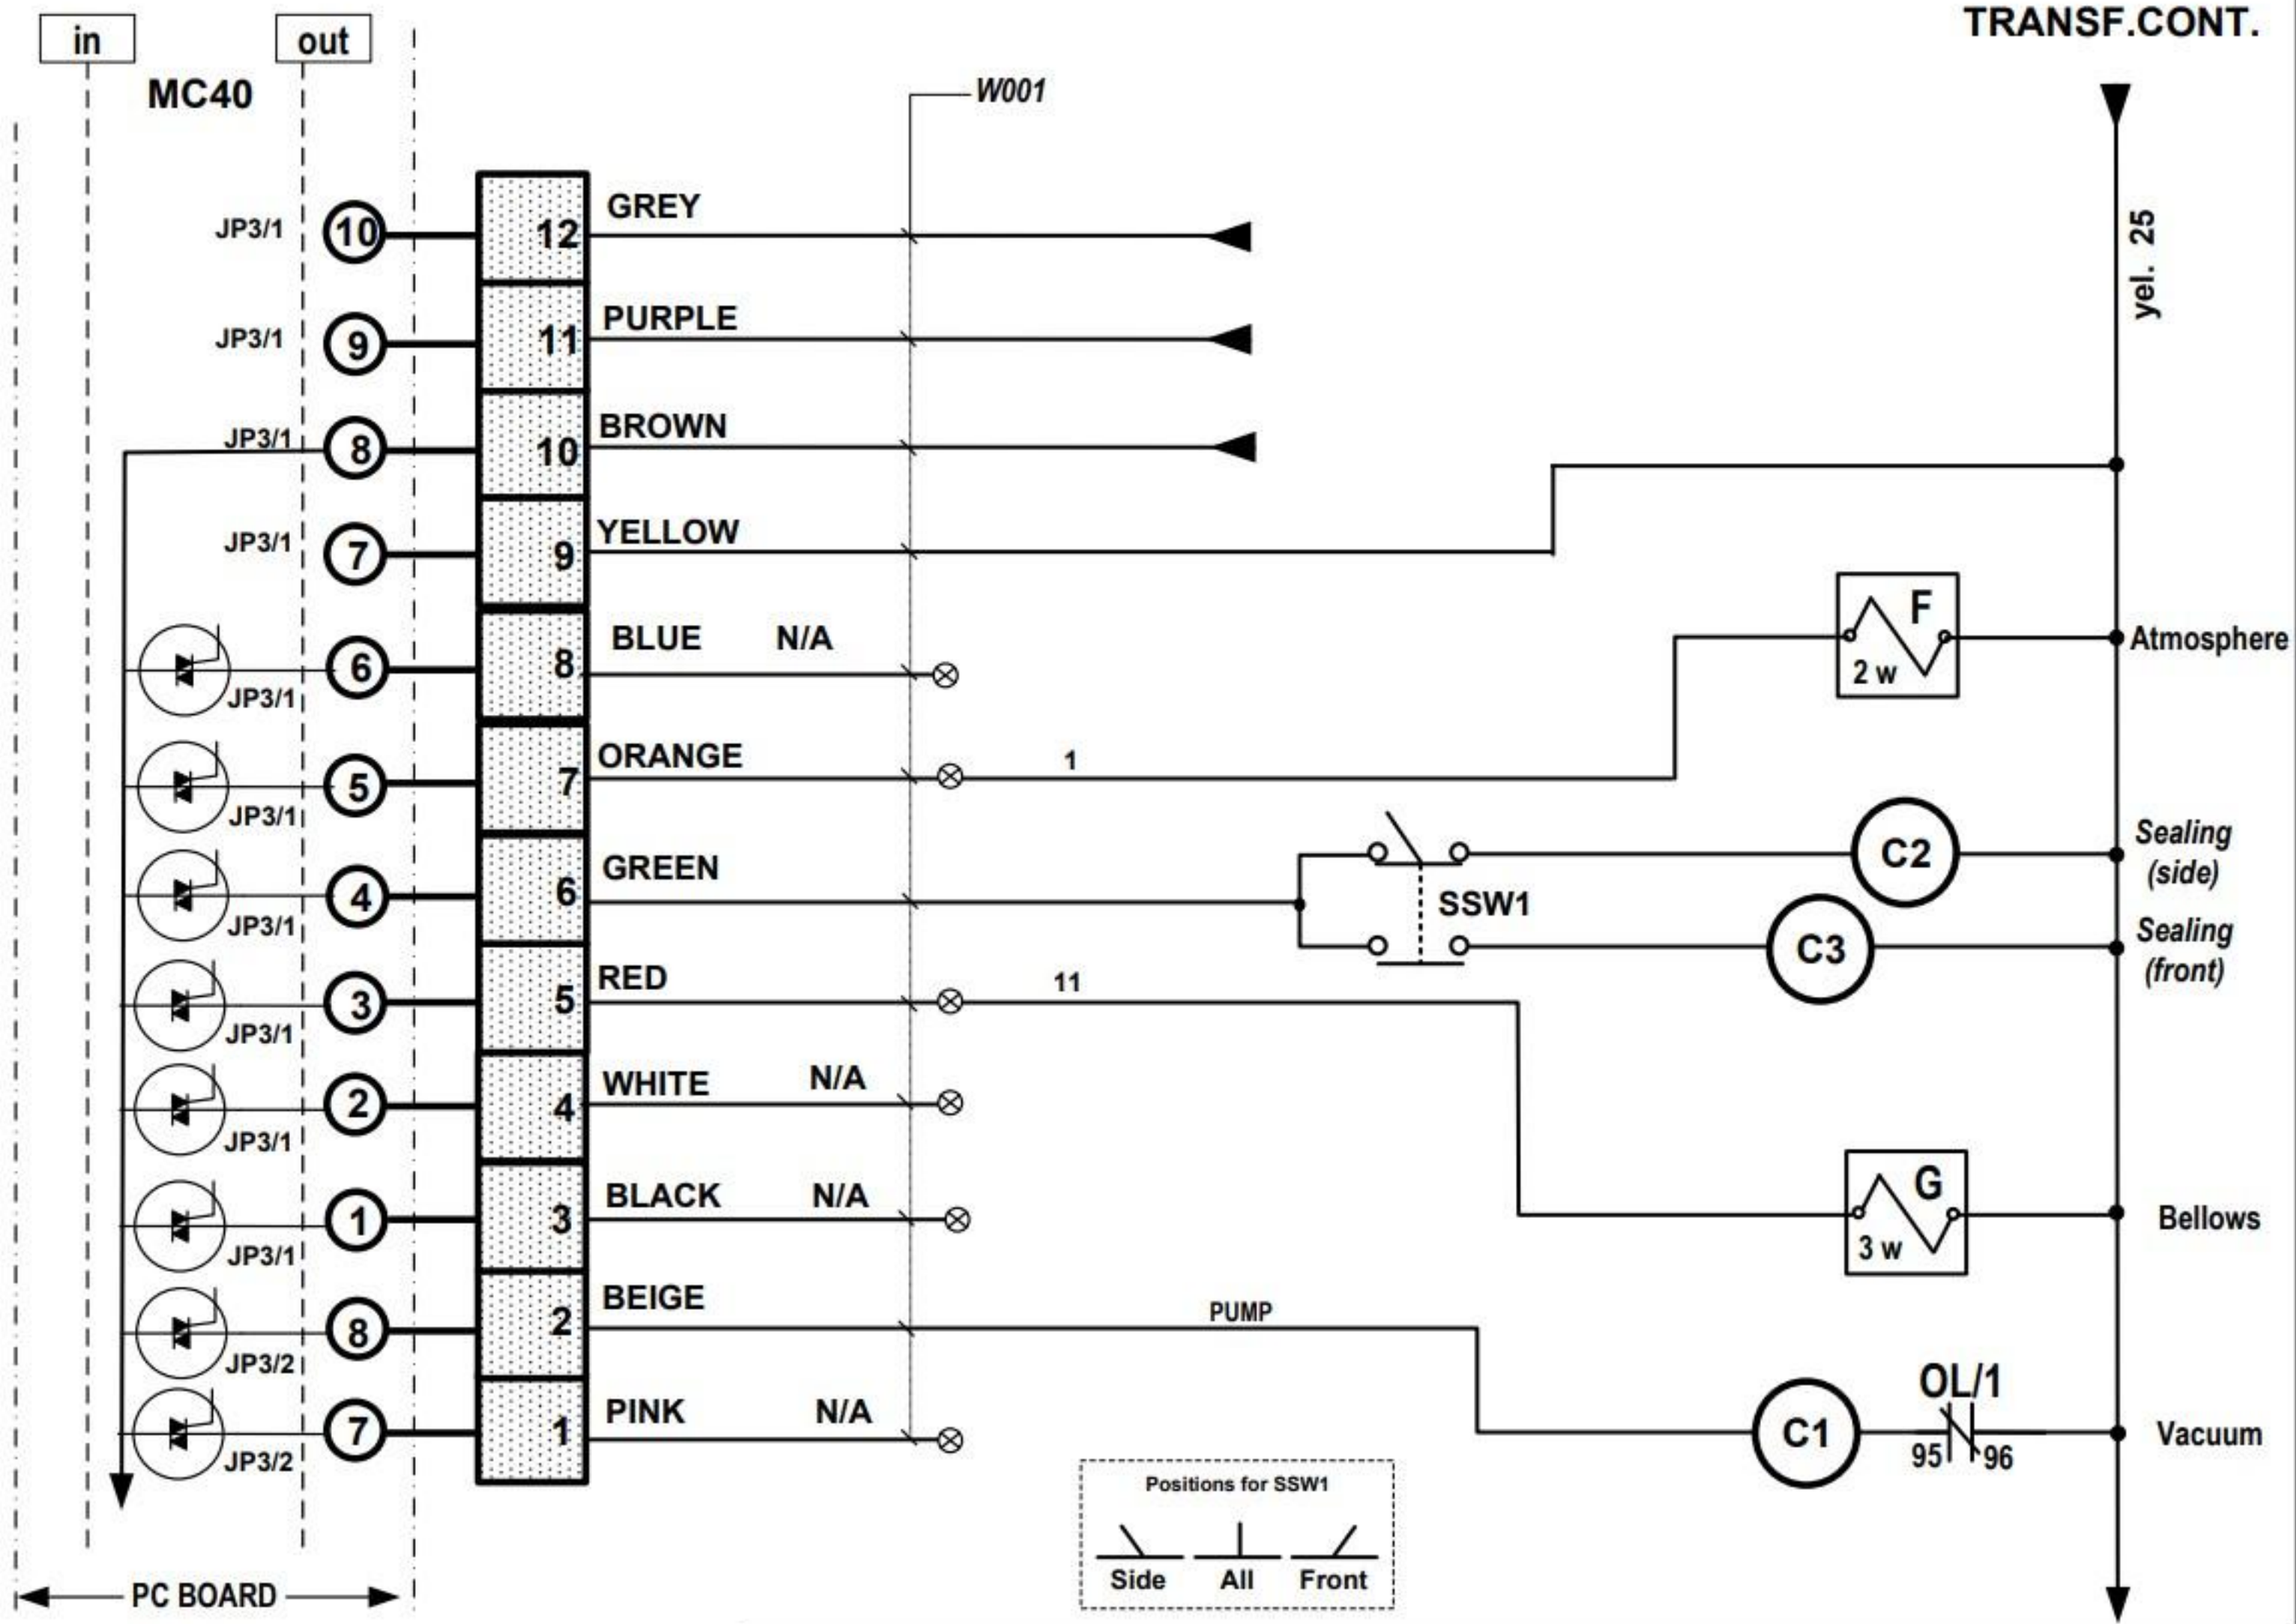 TRANSF.CONT.
in
out
MC40
W001
yel. 25
JP3/1 10 12 GREY
JP3/1 9 11 PURPLE
JP3/1 8 10 BROWN
JP3/1 7 9 YELLOW
JP3/1 6 8 BLUE N/A
F
2 w
Atmosphere
JP3/1 5 7 ORANGE 1
JP3/1 4 6 GREEN
SSW1
C2
Sealing
(side)
C3
Sealing
(front)
JP3/1 3 5 RED 11
JP3/1 2 4 WHITE N/A
JP3/1 1 3 BLACK N/A
G
3 w
Bellows
JP3/2 8 2 BEIGE PUMP
JP3/2 7 1 PINK N/A
C1
OL/1
95 96
Vacuum
Positions for SSW1
Side All Front
PC BOARD